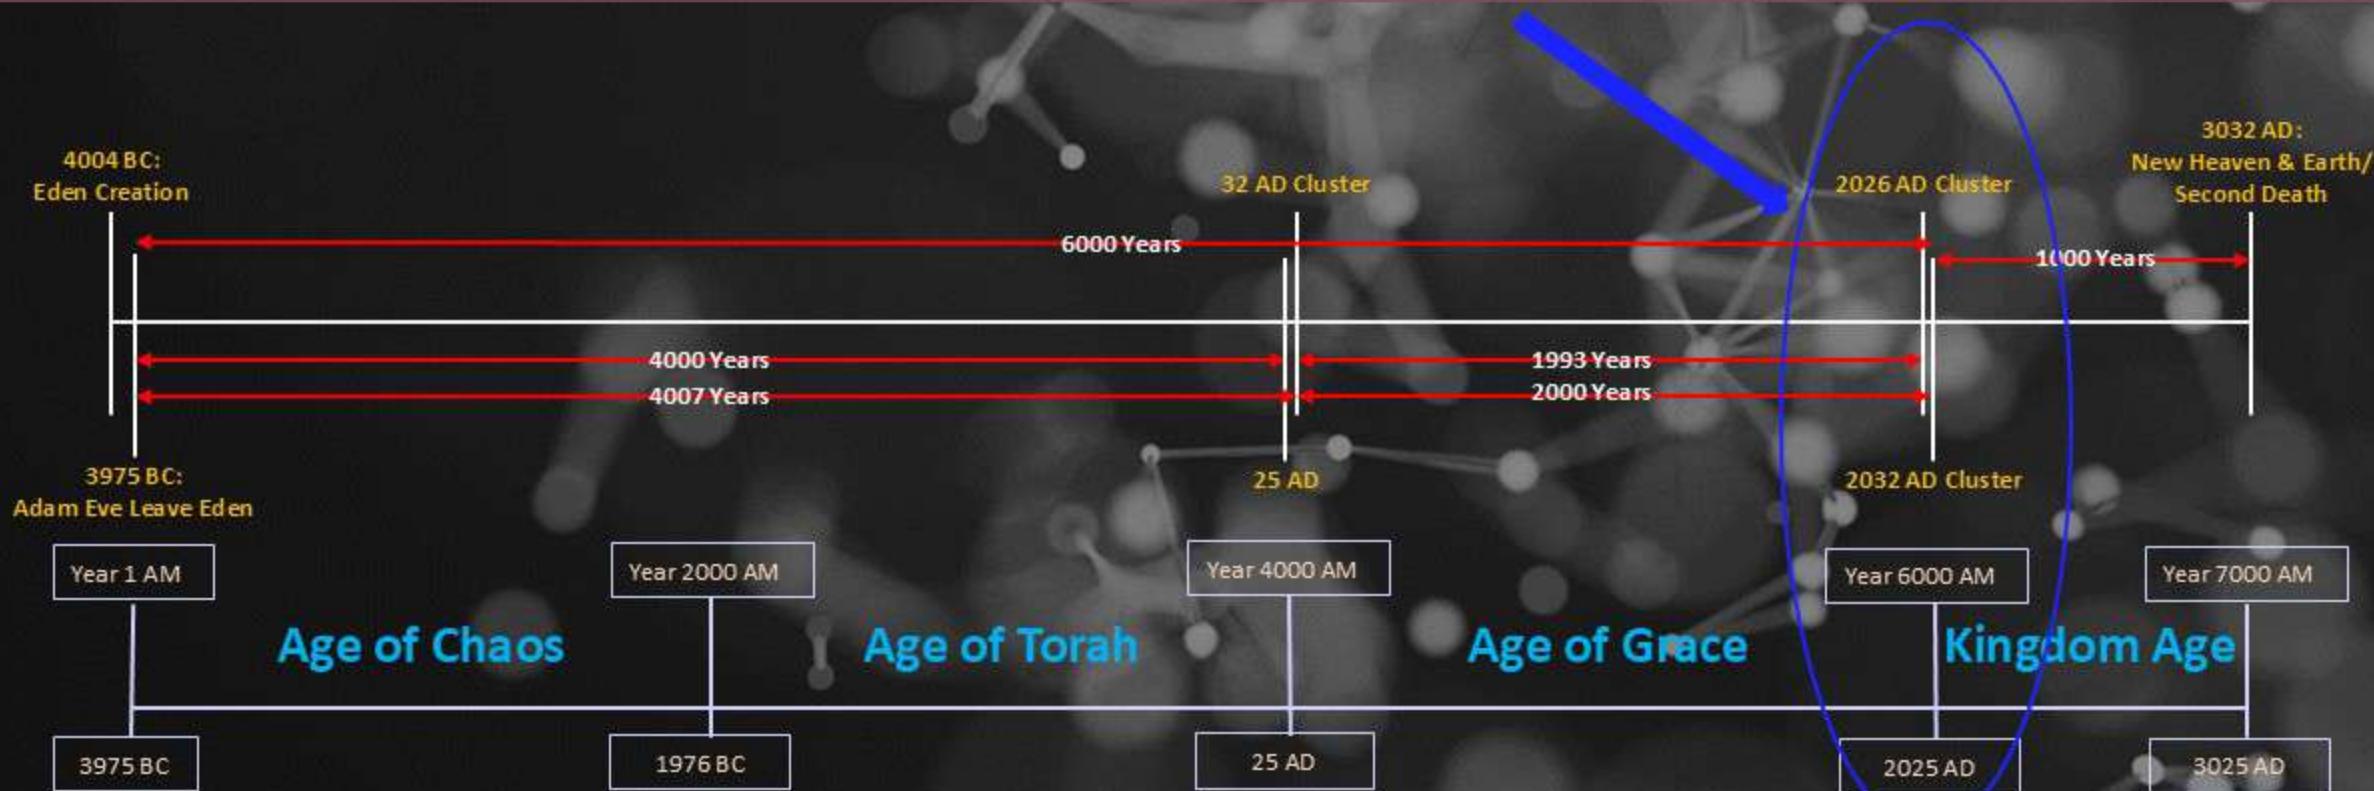 4004 BC:
Eden Creation
32 AD Cluster
2026 AD Cluster
3032 AD:
New Heaven & Earth/
Second Death
6000 Years
1000 Years
4000 Years
1993 Years
4007 Years
2000 Years
3975 BC:
Adam Eve Leave Eden
25 AD
2032 AD Cluster
Year 1 AM
Year 2000 AM
Year 4000 AM
Year 6000 AM
Year 7000 AM
Age of Chaos
Age of Torah
Age of Grace
Kingdom Age
3975 BC
1976 BC
25 AD
2025 AD
3025 AD